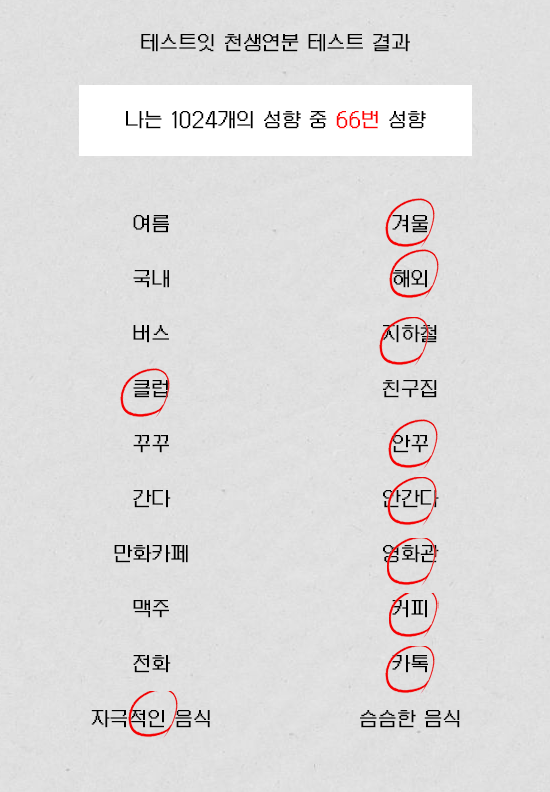 테스트잇 천생연분 테스트 결과
나는 1024개의 성향 중 66번 성향
여름 겨울
국내 해외
버스 지하철
클럽 친구집
꾸꾸 안꾸
간다 안간다
만화카페 영화관
맥주 커피
전화 카톡
자극적인 음식 슴슴한 음식